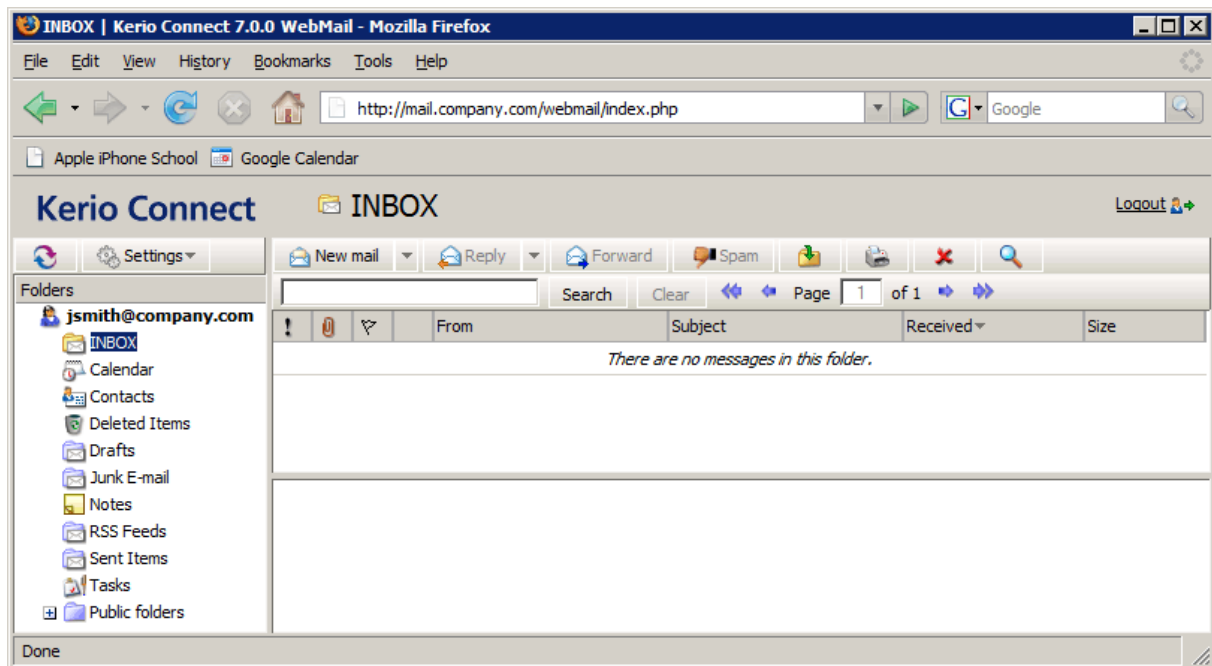 INBOX | Kerio Connect 7.0.0 WebMail - Mozilla Firefox
File Edit View History Bookmarks Tools Help
http://mail.company.com/webmail/index.php G Google
Apple iPhone School Google Calendar
Kerio Connect INBOX Logout
Settings New mail Reply Forward Spam
Folders Search Clear Page 1 of 1
jsmith@company.com ! From Subject Received Size
INBOX There are no messages in this folder.
Calendar
Contacts
Deleted Items
Drafts
Junk E-mail
Notes
RSS Feeds
Sent Items
Tasks
Public folders
Done